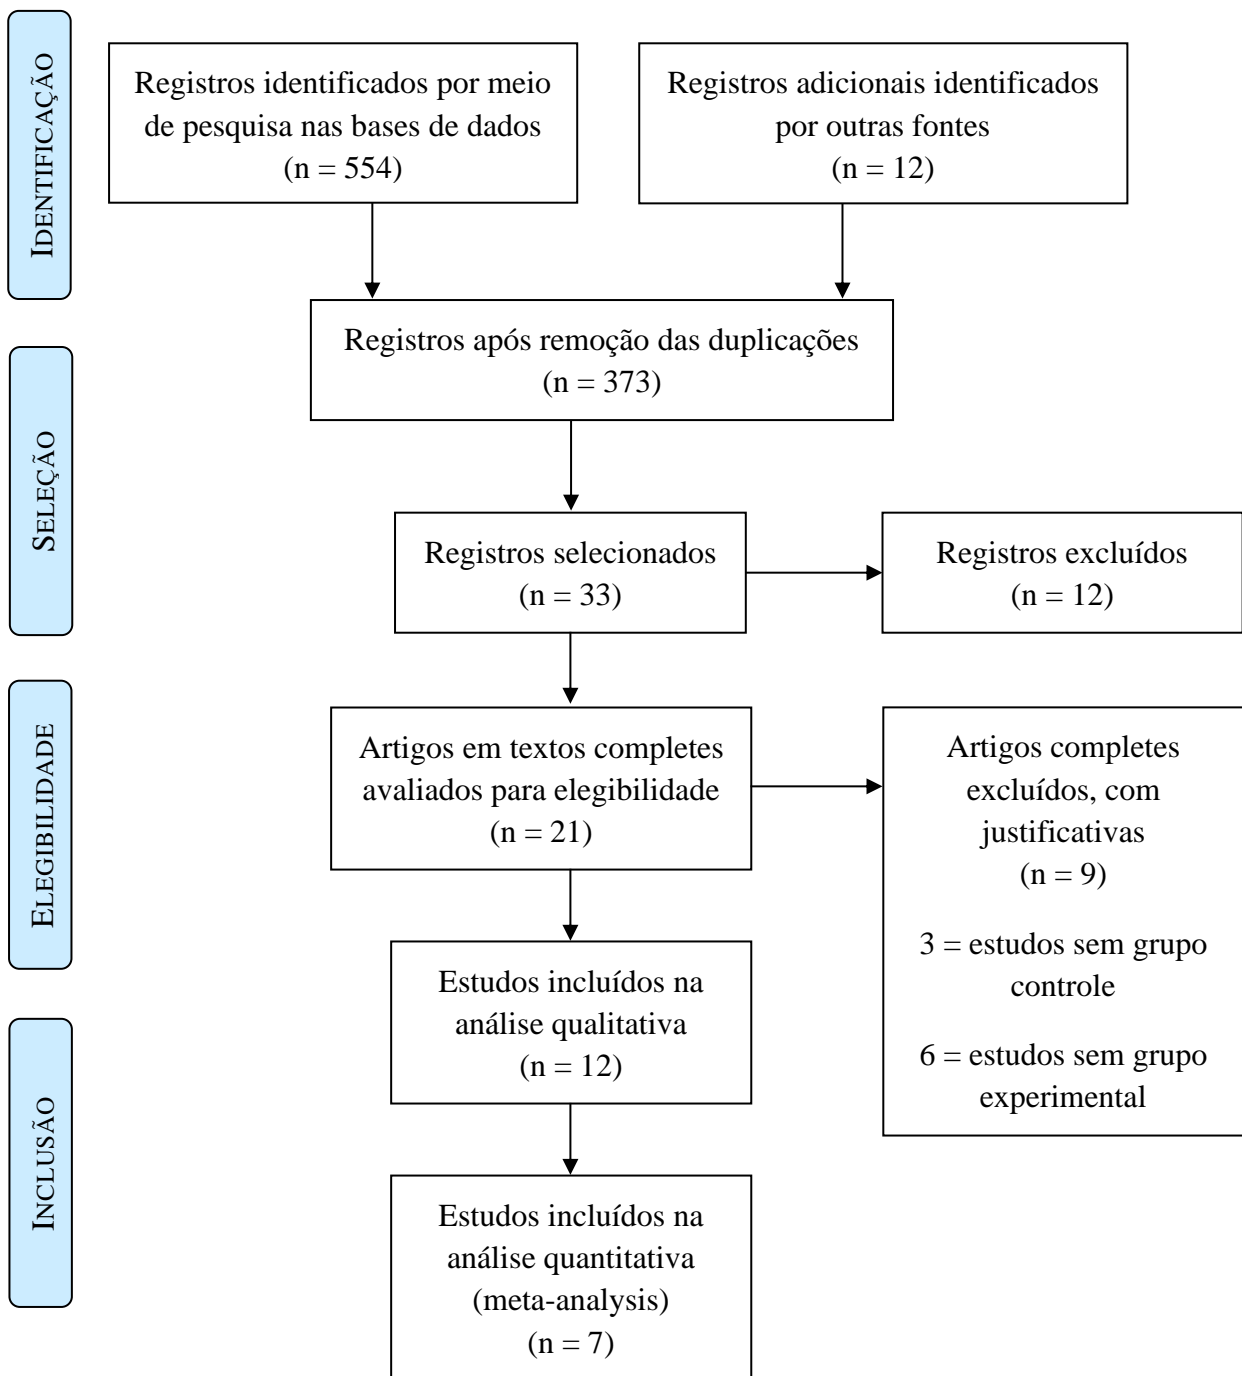 IDENTIFICAÇÃO
Registros identificados por meio
de pesquisa nas bases de dados
(n = 554)
Registros adicionais identificados
por outras fontes
(n = 12)
Registros após remoção das duplicações
(n = 373)
SELEÇÃO
Registros selecionados
(n = 33)
Registros excluídos
(n = 12)
ELEGIBILIDADE
Artigos em textos completes
avaliados para elegibilidade
(n = 21)
Artigos completes
excluídos, com
justificativas
(n = 9)
3 = estudos sem grupo
controle
6 = estudos sem grupo
experimental
Estudos incluídos na
análise qualitativa
(n = 12)
INCLUSÃO
Estudos incluídos na
análise quantitativa
(meta-analysis)
(n = 7)